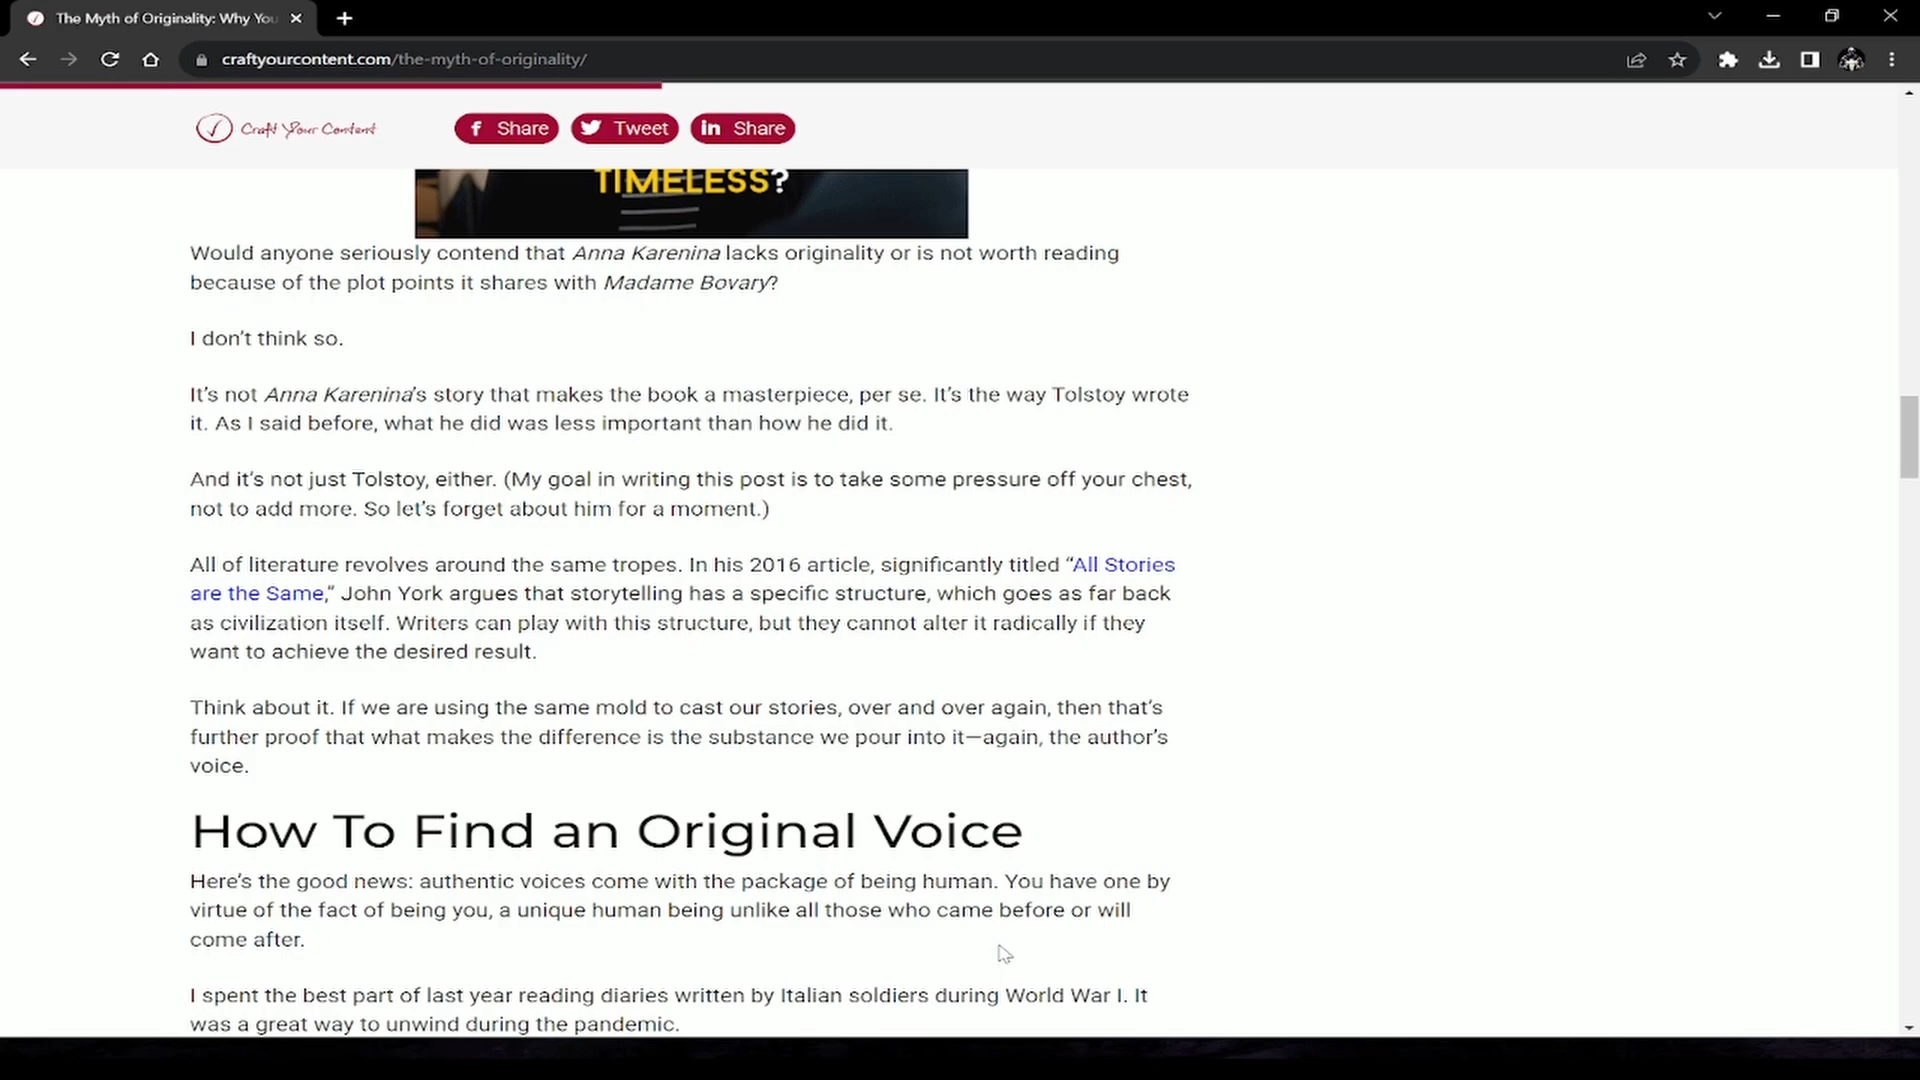 The Myth of Originality: Why You
craftyourcontent.com/the-myth-of-originality/
Craft Your Content
Share
Tweet
Share
TIMELESS?
Would anyone seriously contend that Anna Karenina lacks originality or is not worth reading
because of the plot points it shares with Madame Bovary?
I don’t think so.
It’s not Anna Karenina’s story that makes the book a masterpiece, per se. It’s the way Tolstoy wrote
it. As I said before, what he did was less important than how he did it.
And it’s not just Tolstoy, either. (My goal in writing this post is to take some pressure off your chest,
not to add more. So let’s forget about him for a moment.)
All of literature revolves around the same tropes. In his 2016 article, significantly titled “All Stories
are the Same,” John York argues that storytelling has a specific structure, which goes as far back
as civilization itself. Writers can play with this structure, but they cannot alter it radically if they
want to achieve the desired result.
Think about it. If we are using the same mold to cast our stories, over and over again, then that’s
further proof that what makes the difference is the substance we pour into it—again, the author’s
voice.
How To Find an Original Voice
Here’s the good news: authentic voices come with the package of being human. You have one by
virtue of the fact of being you, a unique human being unlike all those who came before or will
come after.
I spent the best part of last year reading diaries written by Italian soldiers during World War I. It
was a great way to unwind during the pandemic.